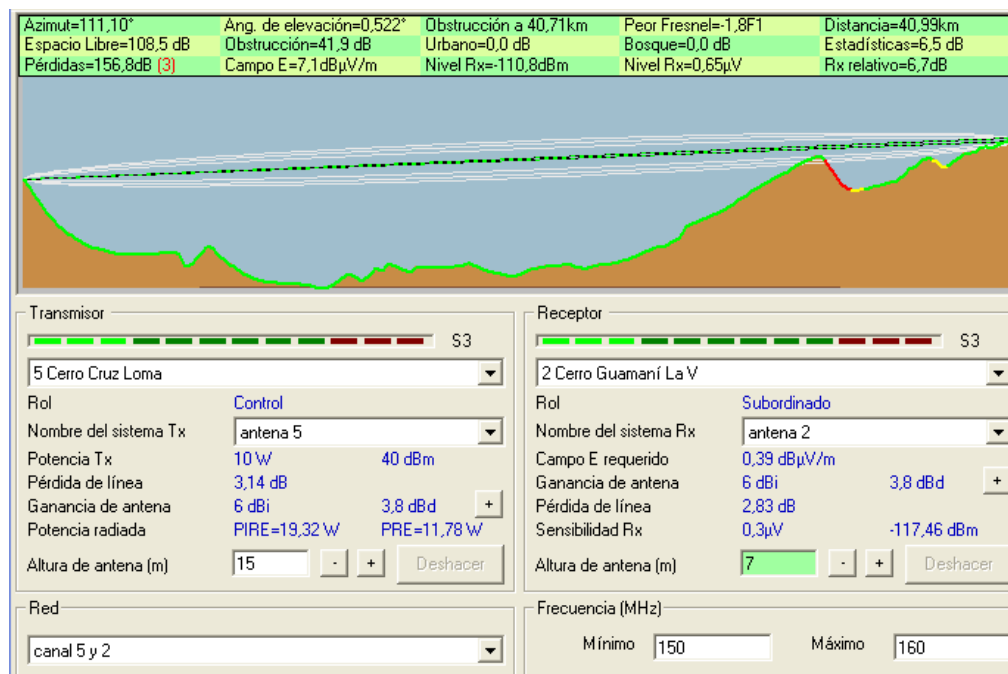 Azimut=111,10° Ang. de elevación=0,522° Obstrucción a 40,71km Peor Fresnel=-1,8F1 Distancia=40,99km
Espacio Libre=108,5 dB Obstrucción=41,9 dB Urbano=0,0 dB Bosque=0,0 dB Estadísticas=6,5 dB
Pérdidas=156,8dB (3) Campo E=7,1dBµV/m Nivel Rx=-110,8dBm Nivel Rx=0,65µV Rx relativo=6,7dB
Transmisor
S3
5 Cerro Cruz Loma
Rol Control
Nombre del sistema Tx antena 5
Potencia Tx 10 W 40 dBm
Pérdida de línea 3,14 dB
Ganancia de antena 6 dBi 3,8 dBd +
Potencia radiada PIRE=19,32 W PRE=11,78 W
Altura de antena (m) 15 - + Deshacer
Red
canal 5 y 2
Receptor
S3
2 Cerro Guamaní La V
Rol Subordinado
Nombre del sistema Rx antena 2
Campo E requerido 0,39 dBµV/m
Ganancia de antena 6 dBi 3,8 dBd +
Pérdida de línea 2,83 dB
Sensibilidad Rx 0,3µV -117,46 dBm
Altura de antena (m) 7 - + Deshacer
Frecuencia (MHz)
Mínimo 150 Máximo 160